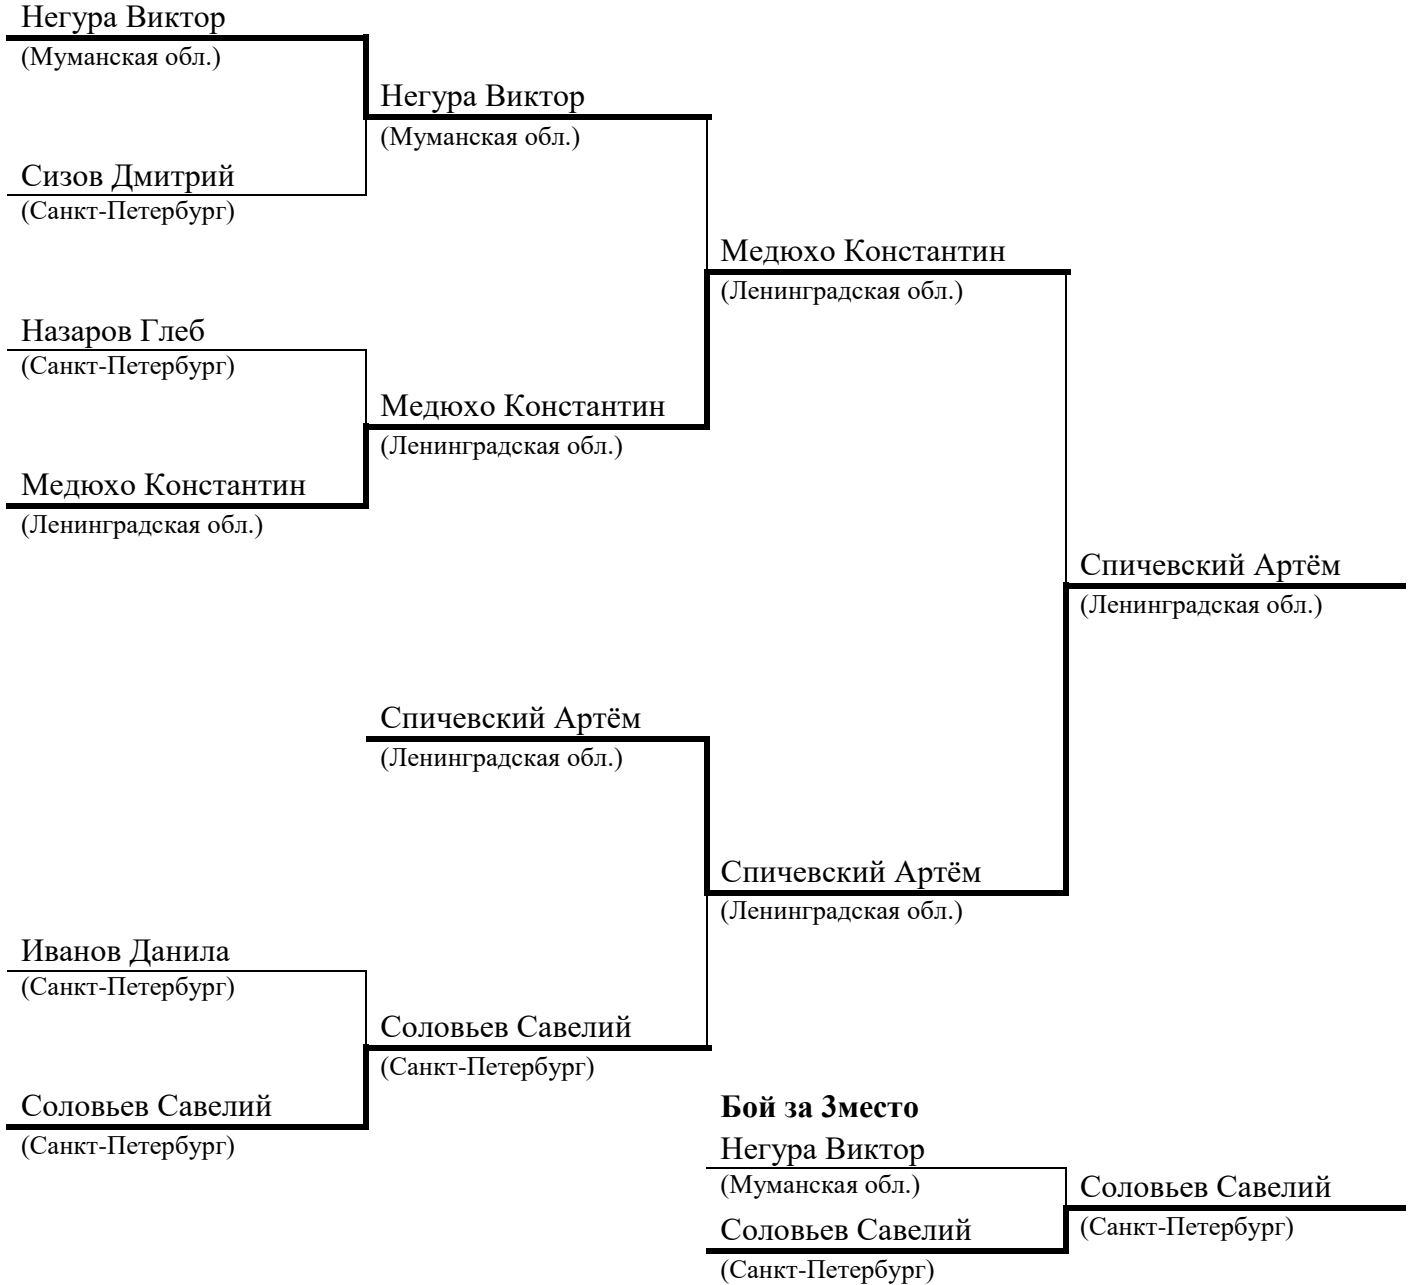 Негура Виктор
(Муманская обл.)
Негура Виктор
(Муманская обл.)
Сизов Дмитрий
(Санкт-Петербург)
Медюхо Константин
(Ленинградская обл.)
Назаров Глеб
(Санкт-Петербург)
Медюхо Константин
(Ленинградская обл.)
Медюхо Константин
(Ленинградская обл.)
Спичевский Артём
(Ленинградская обл.)
Спичевский Артём
(Ленинградская обл.)
Спичевский Артём
(Ленинградская обл.)
Иванов Данила
(Санкт-Петербург)
Соловьев Савелий
(Санкт-Петербург)
Соловьев Савелий
(Санкт-Петербург)
Бой за 3место
Негура Виктор
(Муманская обл.)
Соловьев Савелий
(Санкт-Петербург)
Соловьев Савелий
(Санкт-Петербург)